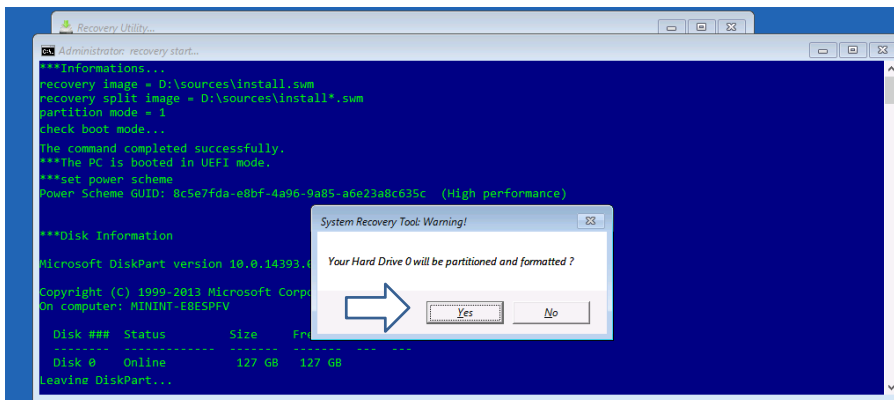 Recovery Utility...
Administrator: recovery start...
***Informations...
recovery image = D:\sources\install.swm
recovery split image = D:\sources\install*.swm
partition mode = 1
check boot mode...
The command completed successfully.
***The PC is booted in UEFI mode.
***set power scheme
Power Scheme GUID: 8c5e7fda-e8bf-4a96-9a85-a6e23a8c635c (High performance)
***Disk Information
Microsoft DiskPart version 10.0.14393.
Copyright (C) 1999-2013 Microsoft
On computer: MININT-E8ESPFV
Disk ### Status Size
-------- ------------- ------- ------- --- ---
Disk 0 Online 127 GB 127 GB
Leaving DiskPart...
System Recovery Tool: Warning!
Your Hard Drive 0 will be partitioned and formatted ?
Yes No